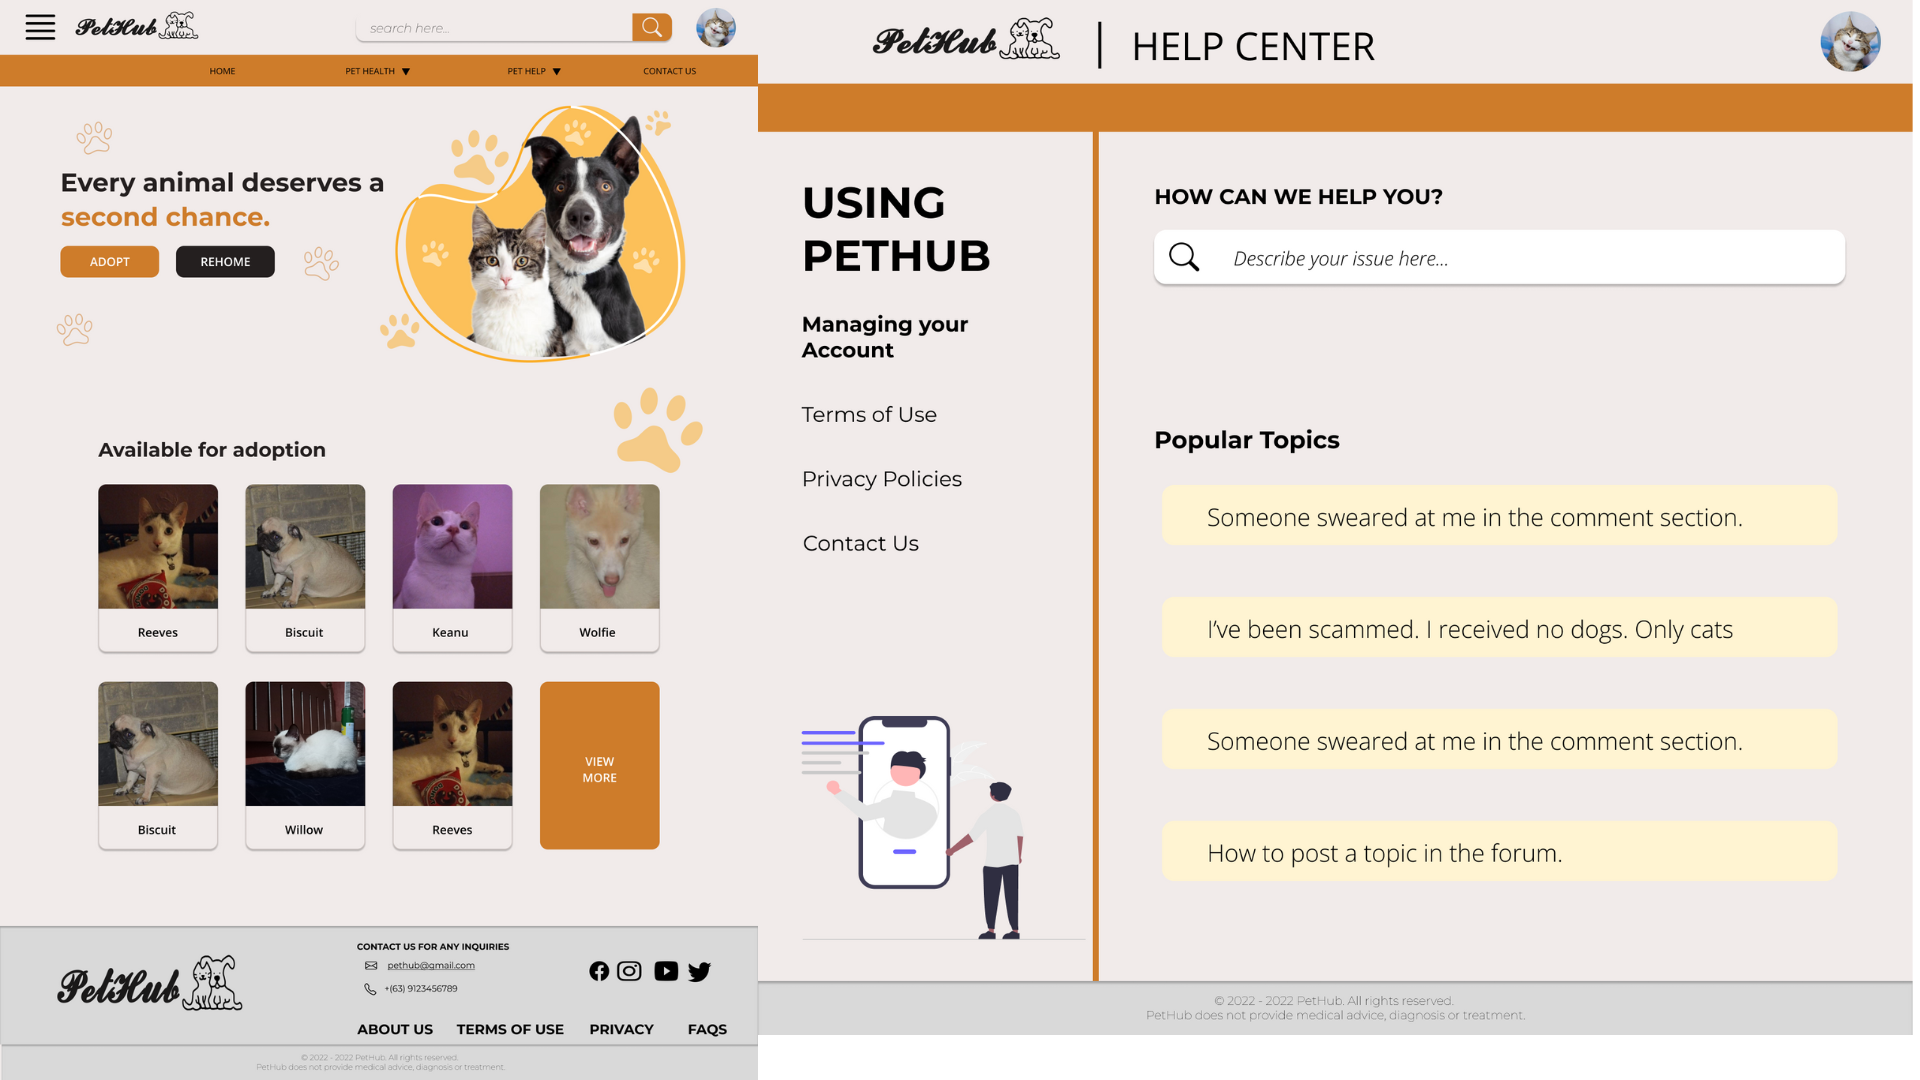 PetHub
search here...
HOME
PET HEALTH ▼
PET HELP ▼
CONTACT US
Every animal deserves a
second chance.
ADOPT
REHOME
Available for adoption
Reeves
Biscuit
Keanu
Wolfie
Biscuit
Willow
Reeves
VIEW
MORE
PetHub
CONTACT US FOR ANY INQUIRIES
pethub@gmail.com
+(63) 9123456789
ABOUT US
TERMS OF USE
PRIVACY
FAQS
© 2022 - 2022 PetHub. All rights reserved.
PetHub does not provide medical advice, diagnosis or treatment.
PetHub
HELP CENTER
USING
PETHUB
Managing your
Account
Terms of Use
Privacy Policies
Contact Us
HOW CAN WE HELP YOU?
Describe your issue here...
Popular Topics
Someone sweared at me in the comment section.
I’ve been scammed. I received no dogs. Only cats
Someone sweared at me in the comment section.
How to post a topic in the forum.
© 2022 - 2022 PetHub. All rights reserved.
PetHub does not provide medical advice, diagnosis or treatment.